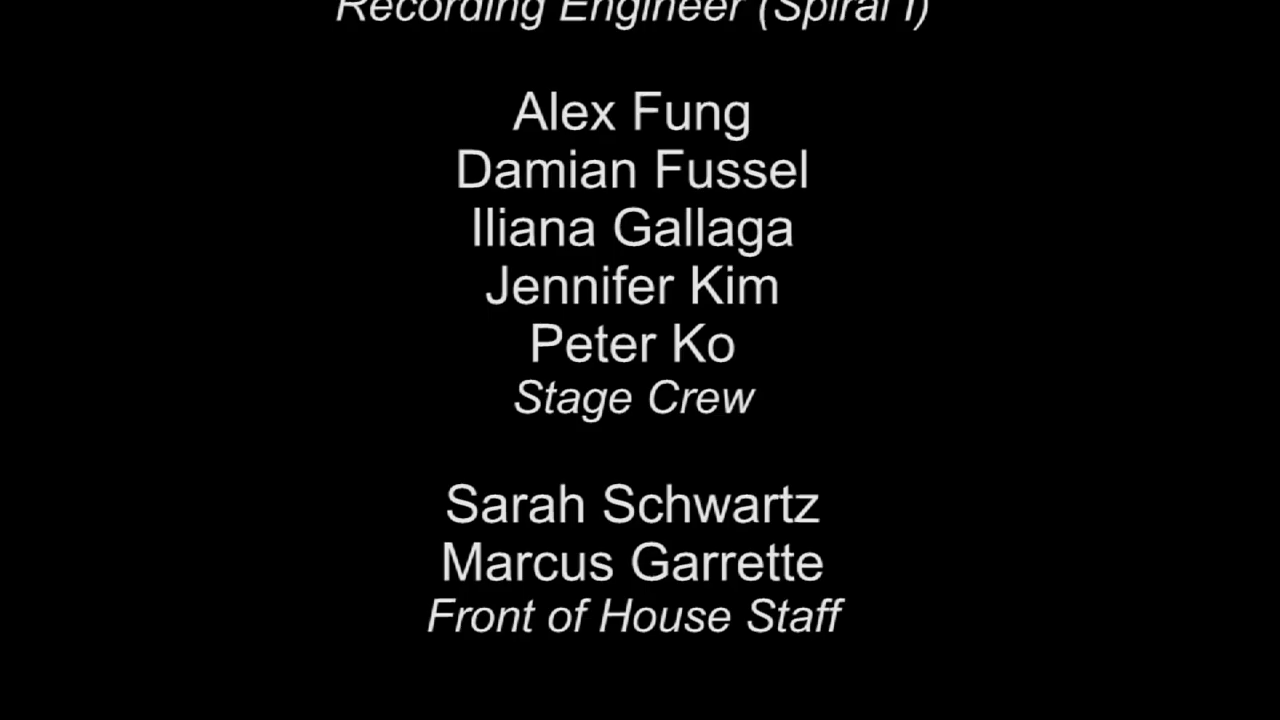 Recording Engineer (Spiral I)
Alex Fung
Damian Fussel
Iliana Gallaga
Jennifer Kim
Peter Ko
Stage Crew
Sarah Schwartz
Marcus Garrette
Front of House Staff